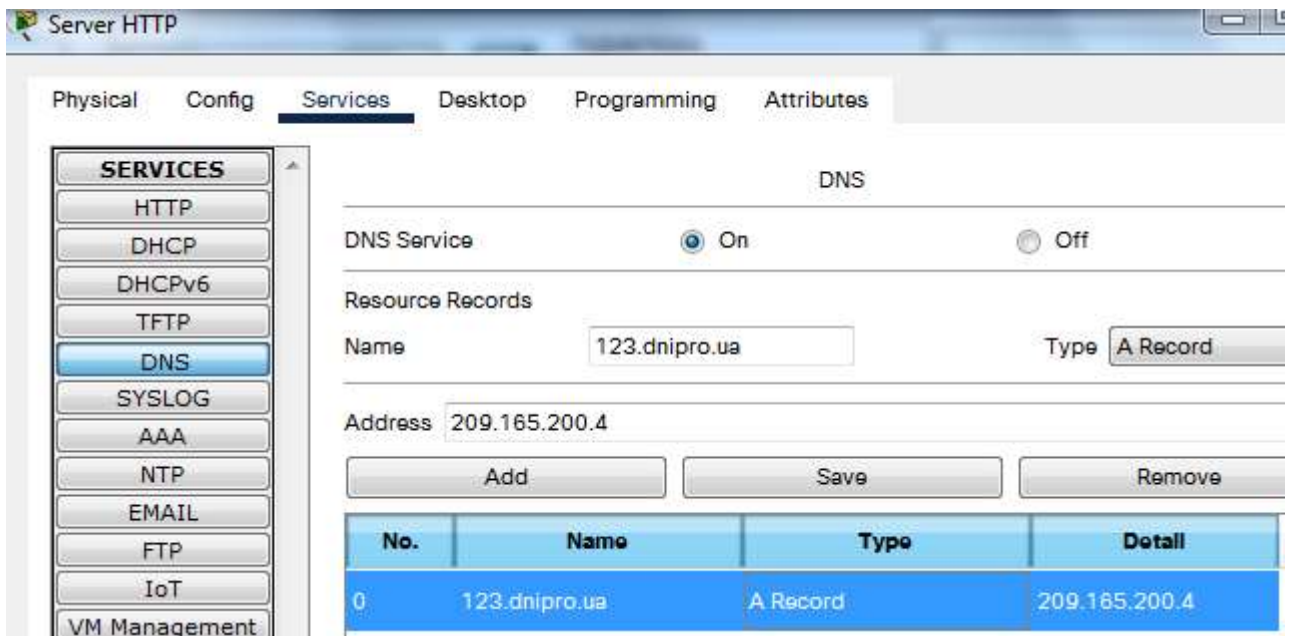 Server HTTP
Physical Config Services Desktop Programming Attributes
SERVICES
HTTP
DHCP
DHCPv6
TFTP
DNS
SYSLOG
AAA
NTP
EMAIL
FTP
IoT
VM Management
DNS
DNS Service On Off
Resource Records
Name 123.dnipro.ua Type A Record
Address 209.165.200.4
Add Save Remove
No. Name Type Detail
0 123.dnipro.ua A Record 209.165.200.4